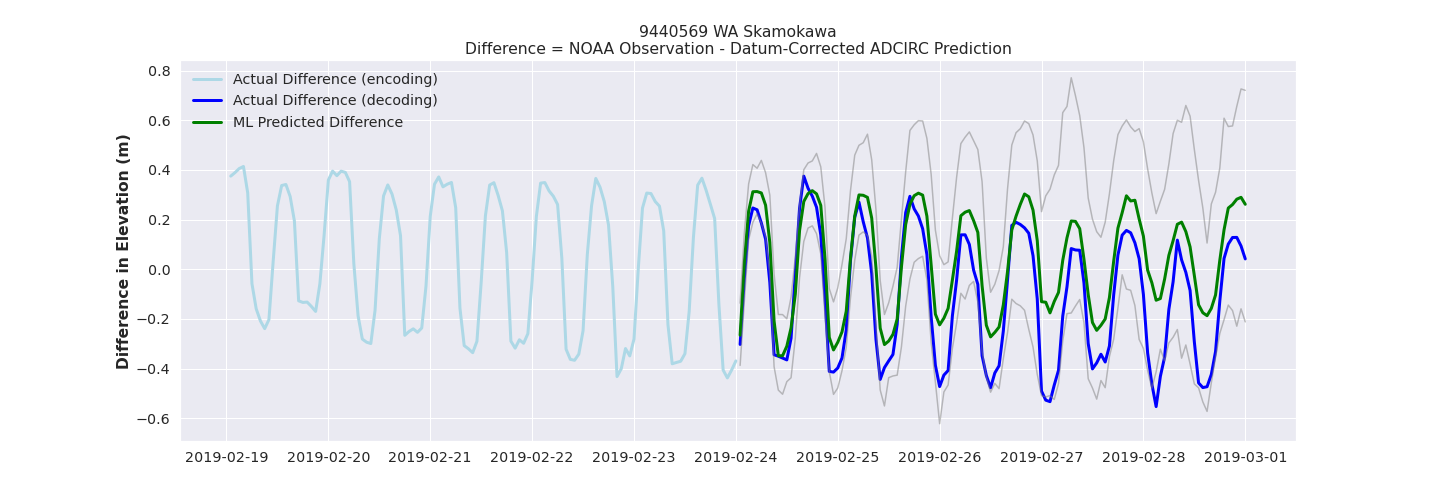 9440569 WA Skamokawa
Difference = NOAA Observation - Datum-Corrected ADCIRC Prediction
Actual Difference (encoding)
Actual Difference (decoding)
ML Predicted Difference
Difference in Elevation (m)
0.8
0.6
0.4
0.2
0.0
−0.2
−0.4
−0.6
2019-02-19 2019-02-20 2019-02-21 2019-02-22 2019-02-23 2019-02-24 2019-02-25 2019-02-26 2019-02-27 2019-02-28 2019-03-01